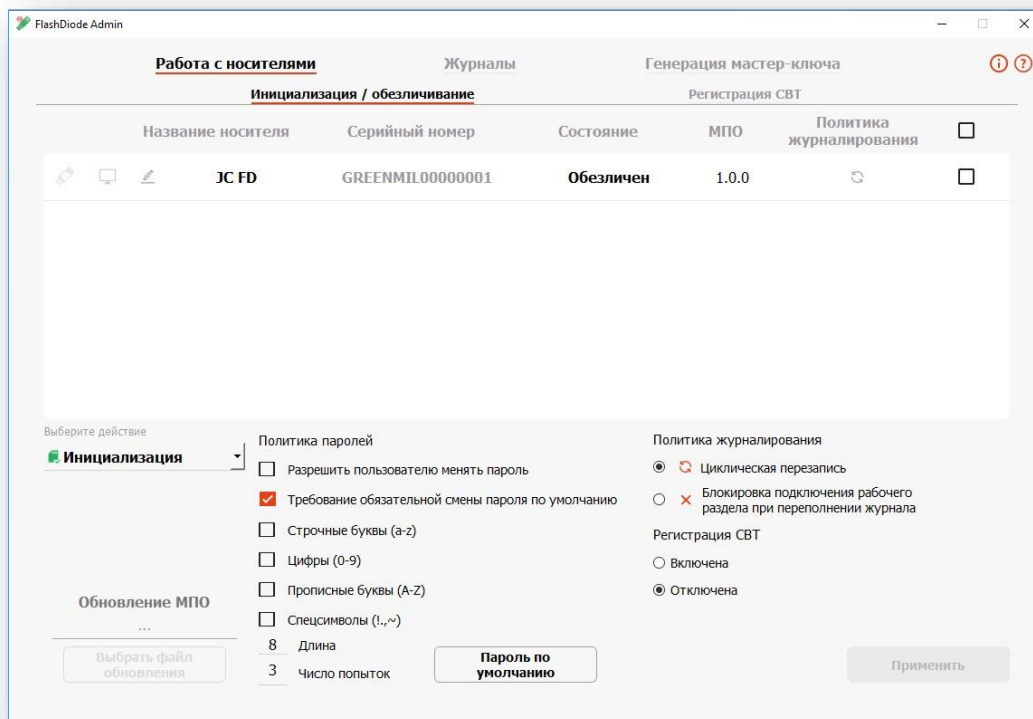 FlashDiode Admin
Работа с носителями
Журналы
Генерация мастер-ключа
Инициализация / обезличивание
Регистрация СВТ
Название носителя
Серийный номер
Состояние
МПО
Политика
журналирования
JC FD
GREENMIL00000001
Обезличен
1.0.0
Выберите действие
Инициализация
Политика паролей
Разрешить пользователю менять пароль
Требование обязательной смены пароля по умолчанию
Строчные буквы (a-z)
Цифры (0-9)
Прописные буквы (A-Z)
Спецсимволы (!.,~)
8 Длина
3 Число попыток
Политика журналирования
Циклическая перезапись
Блокировка подключения рабочего
раздела при переполнении журнала
Регистрация СВТ
Включена
Отключена
Обновление МПО
...
Выбрать файл
обновления
Пароль по
умолчанию
Применить